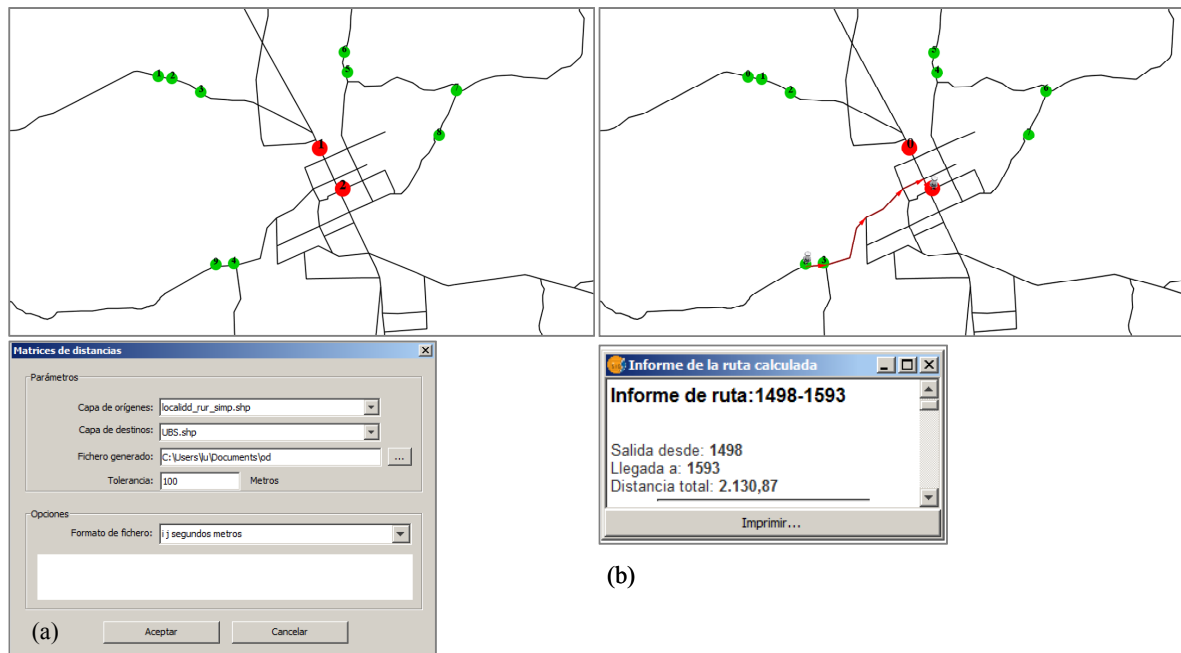 6
5
1
2
3
7
8
1
2
9
4
5
4
0
1
2
6
7
0
3
Matrices de distancias
Parámetros
Capa de orígenes: localidd_rur_simp.shp
Capa de destinos: UBS.shp
Fichero generado: C:\Users\lu\Documents\od ...
Tolerancia: 100 Metros
Opciones
Formato de fichero: i j segundos metros
(a)
Aceptar Cancelar
Informe de la ruta calculada
Informe de ruta:1498-1593
Salida desde: 1498
Llegada a: 1593
Distancia total: 2.130,87
Imprimir...
(b)